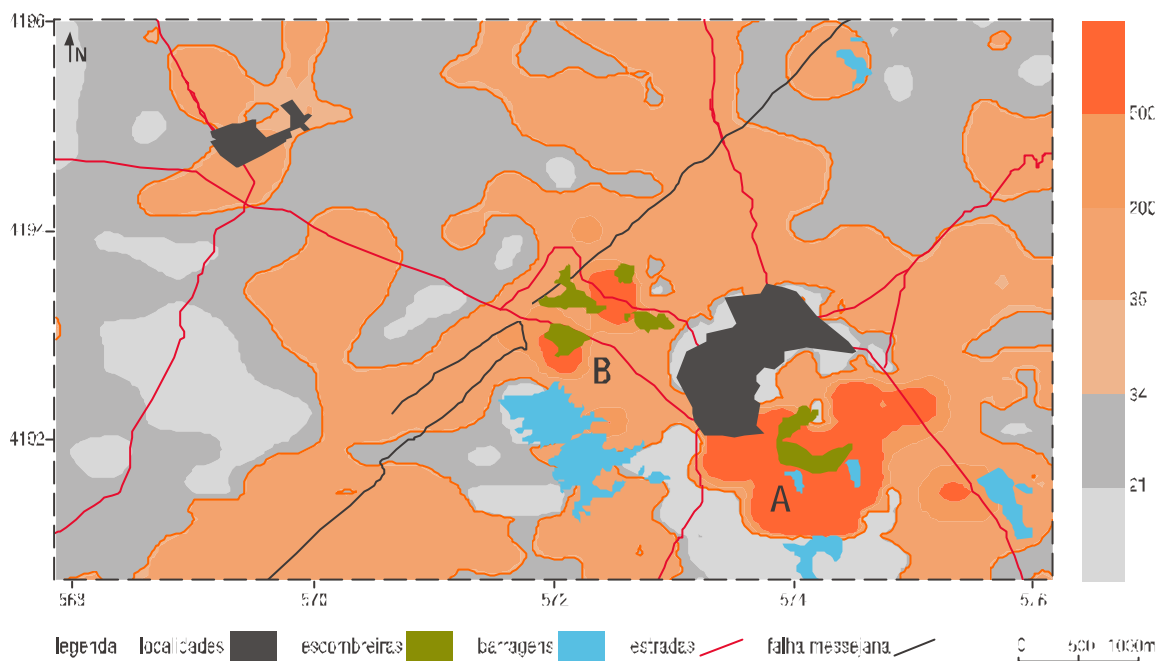 4196
N
500
200
4194
35
B
34
4192
21
A
568 570 572 574 576
legenda localidades escombreiras barragens estradas falha messejana 0 500 1000m